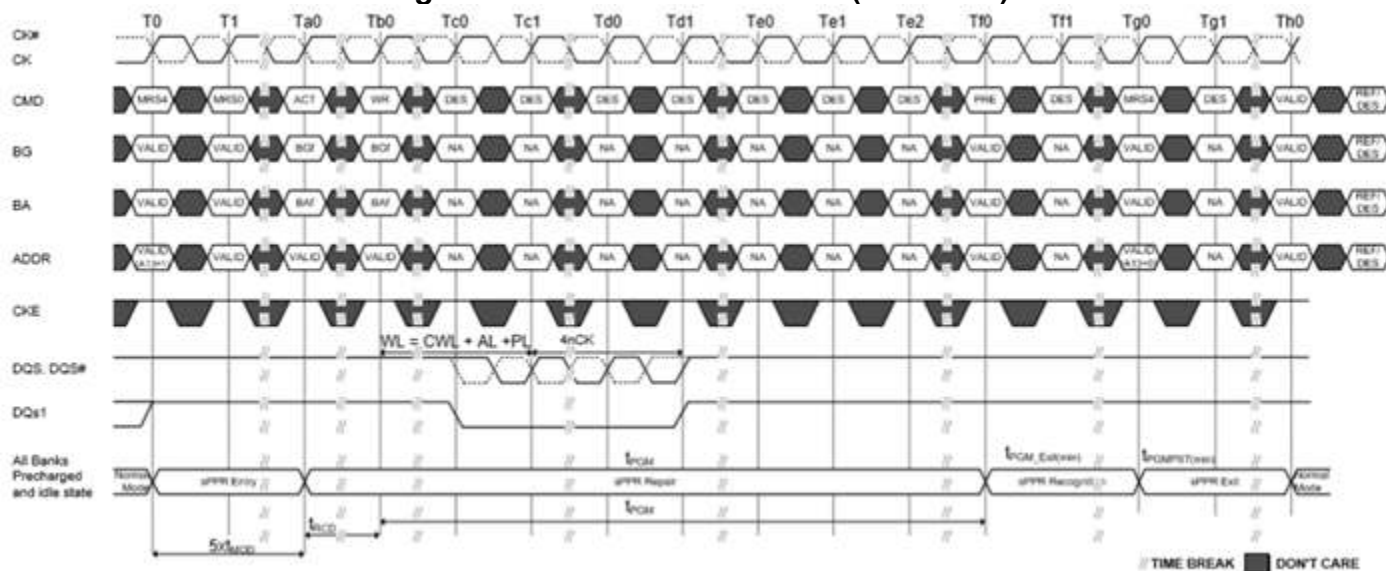 T0 T1 Ta0 Tb0 Tc0 Tc1 Td0 Td1 Te0 Te1 Te2 Tf0 Tf1 Tg0 Tg1 Th0
CK#
CK
CMD MRS4 MRS0 ACT WR DES DES DES DES DES DES DES PRE DES MRS4 DES VALID REF/
DES
BG VALID VALID BGf BGf NA NA NA NA NA NA NA VALID NA VALID NA VALID REF/
DES
BA VALID VALID BAf BAf NA NA NA NA NA NA NA VALID NA VALID NA VALID REF/
DES
ADDR VALID
(A13=1) VALID VALID VALID NA NA NA NA NA NA NA VALID NA VALID
(A13=0) NA VALID REF/
DES
CKE
WL = CWL + AL +PL 4nCK
DQS, DQS#
DQs1
All Banks
Precharged
and idle state
Normal
Mode
sPPR Entry
tPGM
sPPR Repair
tPGM_Exit(min)
sPPR Recognition
tPGMPST(min)
sPPR Exit
Normal
Mode
tRCD
tPGM
5xtMOD
TIME BREAK DON'T CARE